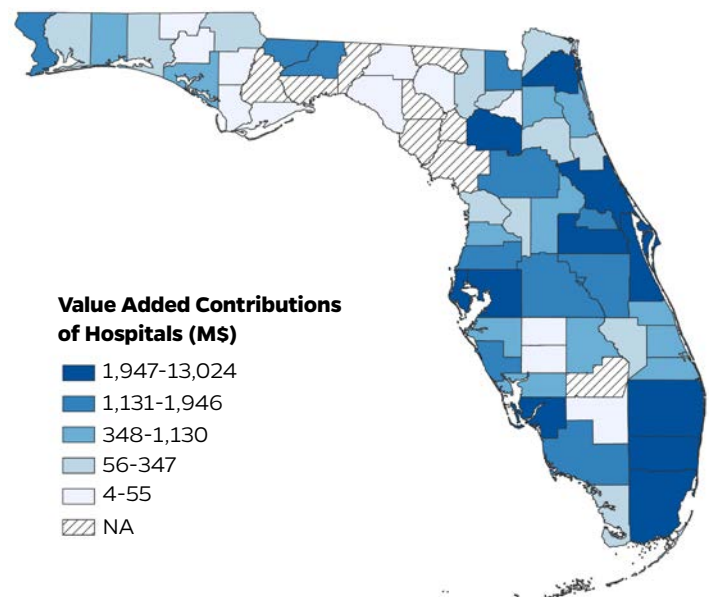 Value Added Contributions
of Hospitals (M$)
1,947-13,024
1,131-1,946
348-1,130
56-347
4-55
NA